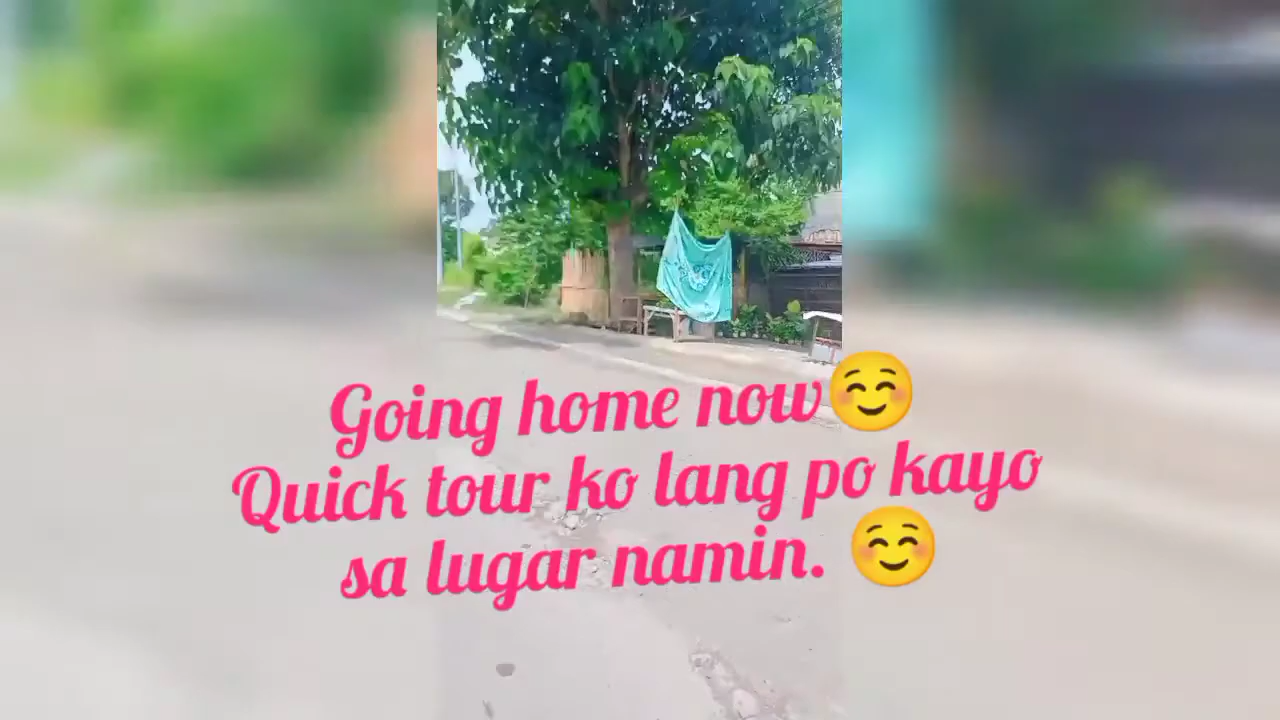 Going home now☺️
Quick tour ko lang po kayo
sa lugar namin. ☺️